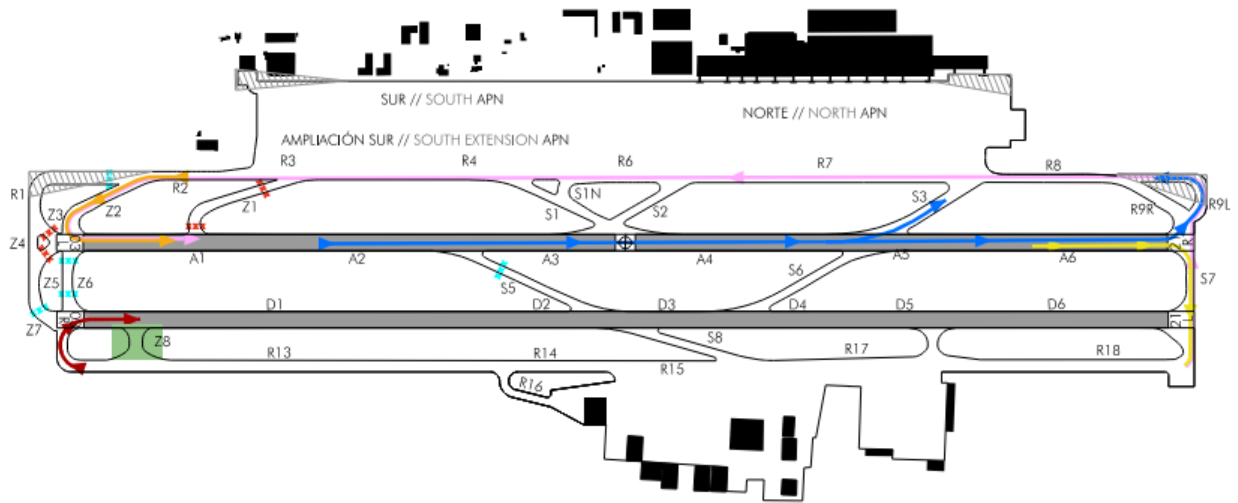 SUR // SOUTH APN
NORTE // NORTH APN
AMPLIACIÓN SUR // SOUTH EXTENSION APN
R3
R4
R6
R7
R8
R1
R2
S1N
S3
Z3
Z2
Z1
S1
S2
R9R
R9L
Z4
03
L
R
A1
A2
A3
A4
A5
A6
Z5
Z6
S5
S6
S7
D1
D2
D3
D4
D5
D6
Z7
21
Z8
S8
R13
R14
R15
R17
R18
R16